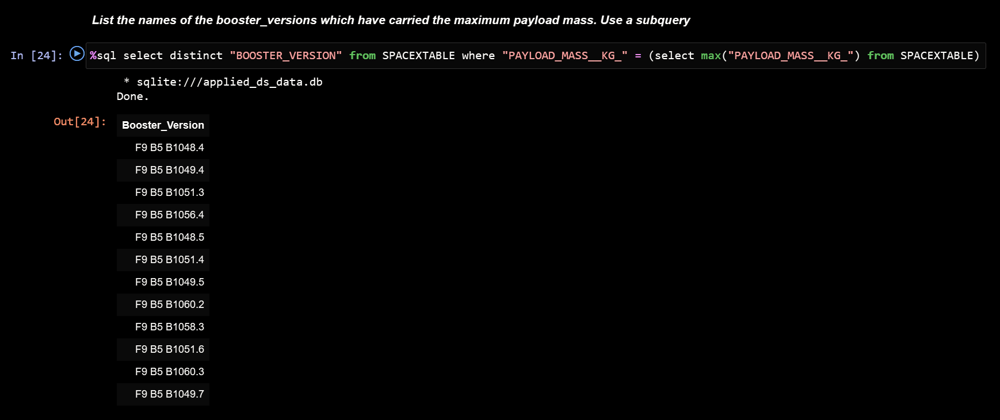 List the names of the booster_versions which have carried the maximum payload mass. Use a subquery
In [24]: %sql select distinct "BOOSTER_VERSION" from SPACEXTABLE where "PAYLOAD_MASS__KG_" = (select max("PAYLOAD_MASS__KG_") from SPACEXTABLE)
* sqlite:///applied_ds_data.db
Done.
Out[24]:
Booster_Version
F9 B5 B1048.4
F9 B5 B1049.4
F9 B5 B1051.3
F9 B5 B1056.4
F9 B5 B1048.5
F9 B5 B1051.4
F9 B5 B1049.5
F9 B5 B1060.2
F9 B5 B1058.3
F9 B5 B1051.6
F9 B5 B1060.3
F9 B5 B1049.7